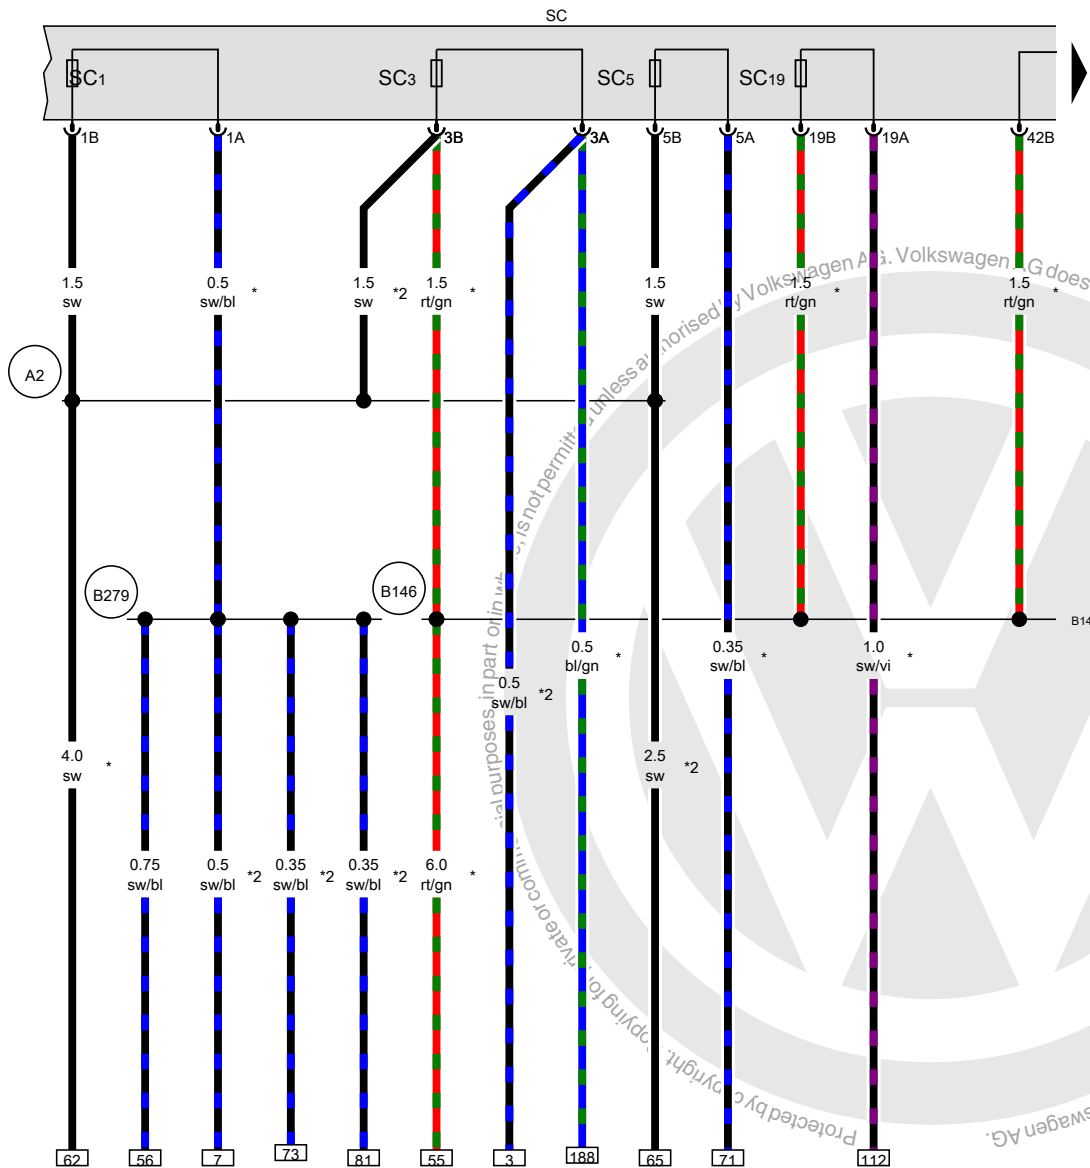 SC
SC1 SC3 SC5 SC19
1B 1A 3B 3A 5B 5A 19B 19A 42B
1.5 0.5 1.5 1.5 1.5 1.5 1.5
sw sw/bl * sw *2 rt/gn * sw rt/gn * rt/gn *
A2
B279 B146 B14
0.5 0.35 1.0
bl/gn * sw/bl * sw/vi *
0.5
sw/bl *2
4.0 2.5
sw * sw *2
0.75 0.5 0.35 0.35 6.0
sw/bl sw/bl *2 sw/bl *2 sw/bl *2 rt/gn *
62 56 7 73 81 55 3 188 65 71 112
Protected by copyright. Copying for private or commercial purposes, in part or in whole, is not permitted unless authorised by Volkswagen AG. Volkswagen AG does
swagen AG.